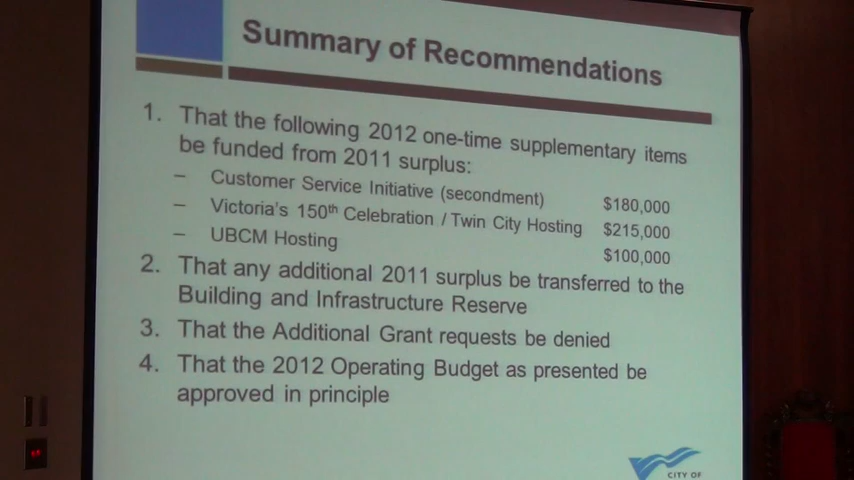 Summary of Recommendations
1. That the following 2012 one-time supplementary items
be funded from 2011 surplus:
– Customer Service Initiative (secondment) $180,000
– Victoria's 150th Celebration / Twin City Hosting $215,000
– UBCM Hosting $100,000
2. That any additional 2011 surplus be transferred to the
Building and Infrastructure Reserve
3. That the Additional Grant requests be denied
4. That the 2012 Operating Budget as presented be
approved in principle
CITY OF